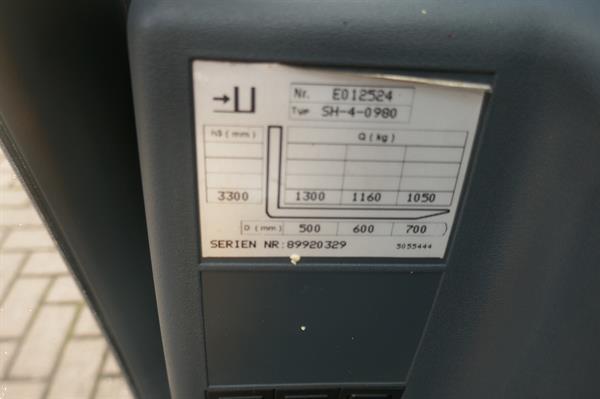 Nr. E012524
Typ SH-4-0980
h3 (mm) Q (kg)
3300 1300 1160 1050
D (mm) 500 600 700
SERIEN NR: 89920329 5055444